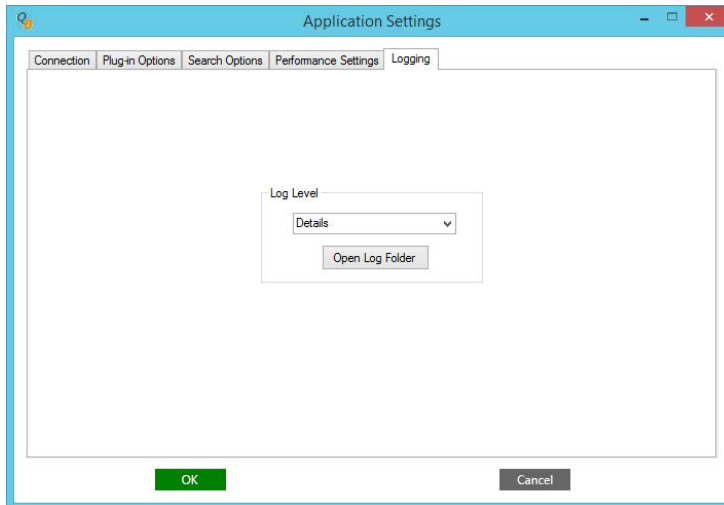 Application Settings
Connection Plug-in Options Search Options Performance Settings Logging
Log Level
Details
Open Log Folder
OK Cancel